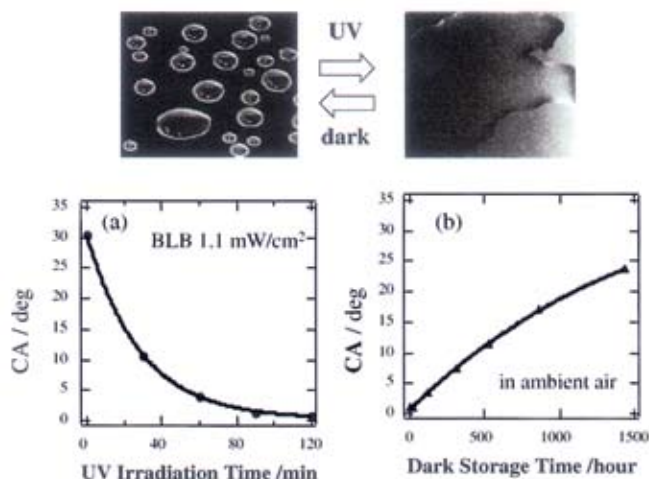 UV
dark
(a)
BLB 1.1 mW/cm²
CA / deg
35
30
25
20
15
10
5
0
0
40
80
120
UV Irradiation Time /min
(b)
in ambient air
CA / deg
35
30
25
20
15
10
5
0
0
500
1000
1500
Dark Storage Time /hour